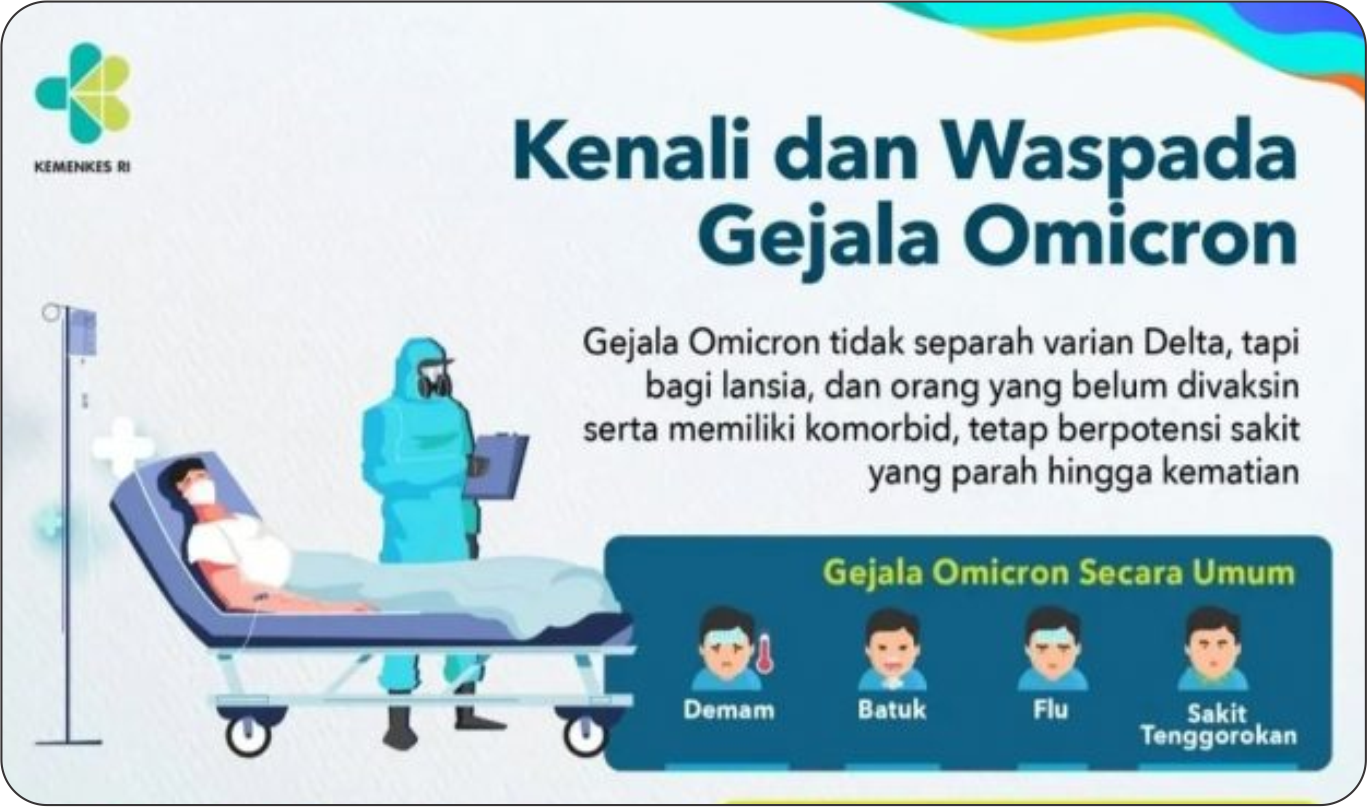 KEMENKES RI
Kenali dan Waspada
Gejala Omicron
Gejala Omicron tidak separah varian Delta, tapi
bagi lansia, dan orang yang belum divaksin
serta memiliki komorbid, tetap berpotensi sakit
yang parah hingga kematian
Gejala Omicron Secara Umum
Demam
Batuk
Flu
Sakit
Tenggorokan